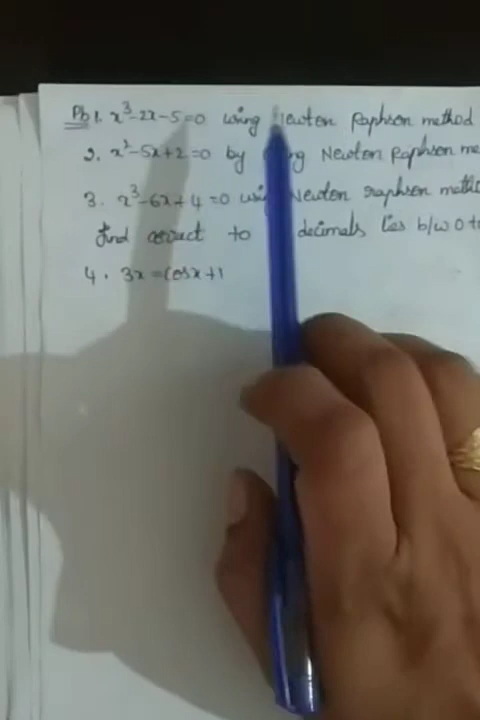 Pb 1. x³-2x-5=0 using Newton Raphson method
2. x²-5x+2=0 by Newton Raphson
3. x³-6x+4=0 Newton raphson
find correct to decimals lies b/w 0
4. 3x=Cosx+1